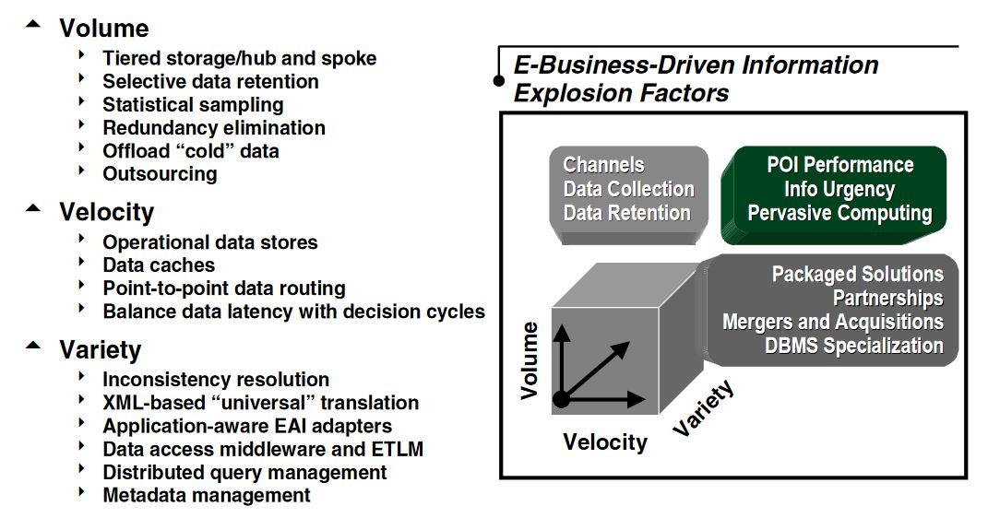 Volume
Tiered storage/hub and spoke
Selective data retention
Statistical sampling
Redundancy elimination
Offload “cold” data
Outsourcing
Velocity
Operational data stores
Data caches
Point-to-point data routing
Balance data latency with decision cycles
Variety
Inconsistency resolution
XML-based “universal” translation
Application-aware EAI adapters
Data access middleware and ETLM
Distributed query management
Metadata management
E-Business-Driven Information
Explosion Factors
Channels
Data Collection
Data Retention
POI Performance
Info Urgency
Pervasive Computing
Packaged Solutions
Partnerships
Mergers and Acquisitions
DBMS Specialization
Volume
Velocity
Variety